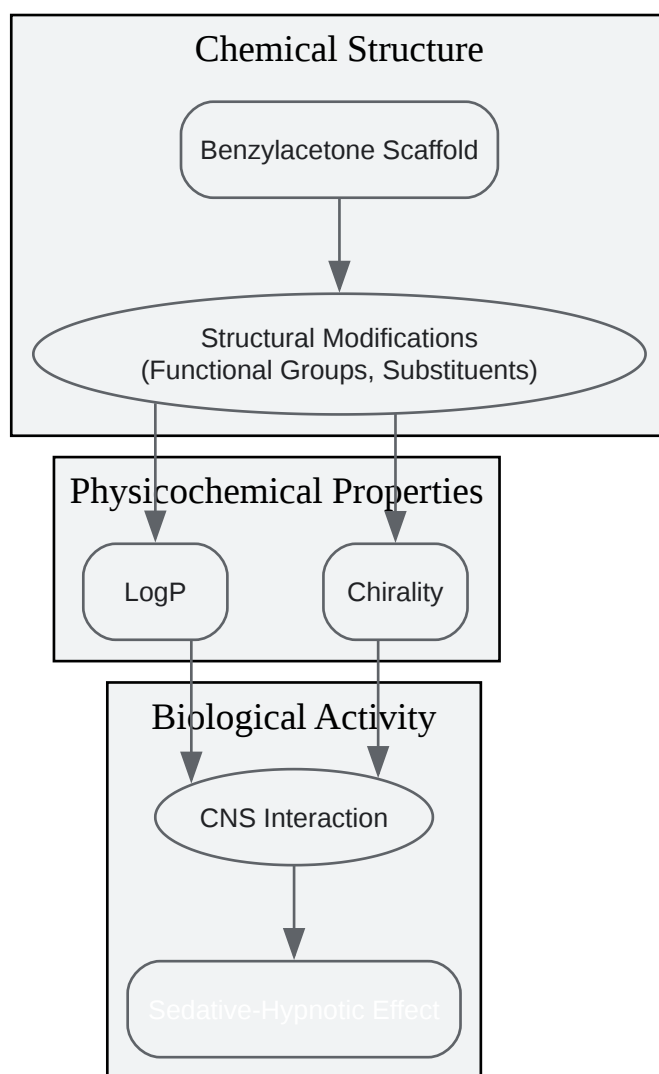 Chemical Structure
Benzylacetone Scaffold
Structural Modifications
(Functional Groups, Substituents)
Physicochemical Properties
LogP
Chirality
Biological Activity
CNS Interaction
Sedative-Hypnotic Effect